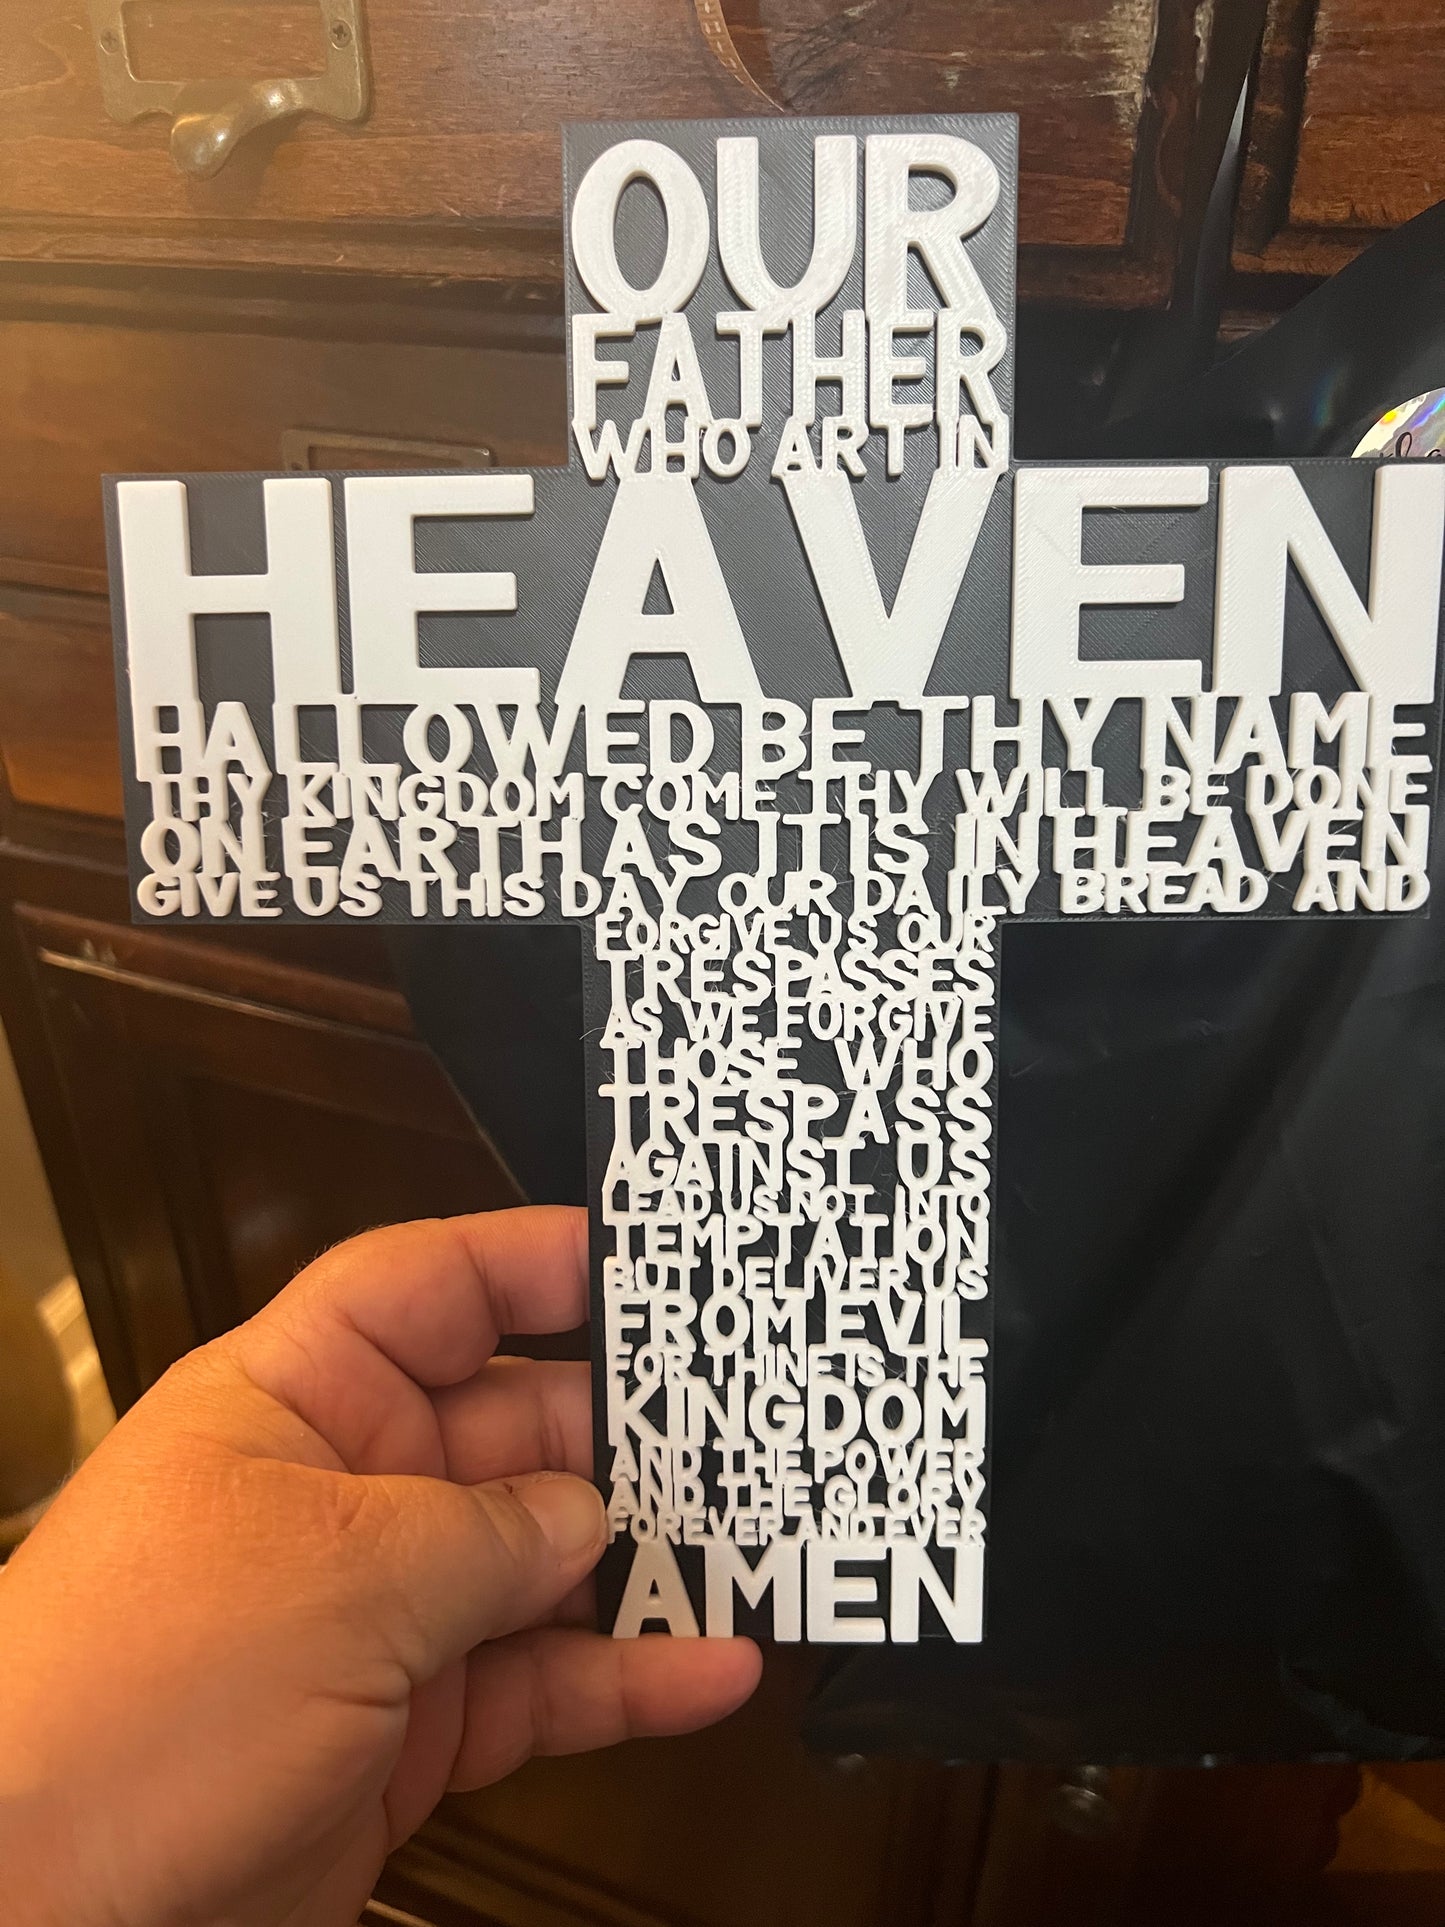 OUR
FATHER
WHO ART IN
HEAVEN
HALLOWED BE THY NAME
THY KINGDOM COME THY WILL BE DONE
ON EARTH AS IT IS IN HEAVEN
GIVE US THIS DAY OUR DAILY BREAD AND
FORGIVE US OUR
TRESPASSES
AS WE FORGIVE
THOSE WHO
TRESPASS
AGAINST US
LEAD US NOT INTO
TEMPTATION
BUT DELIVER US
FROM EVIL
FOR THINE IS THE
KINGDOM
AND THE POWER
AND THE GLORY
FOREVER AND EVER
AMEN